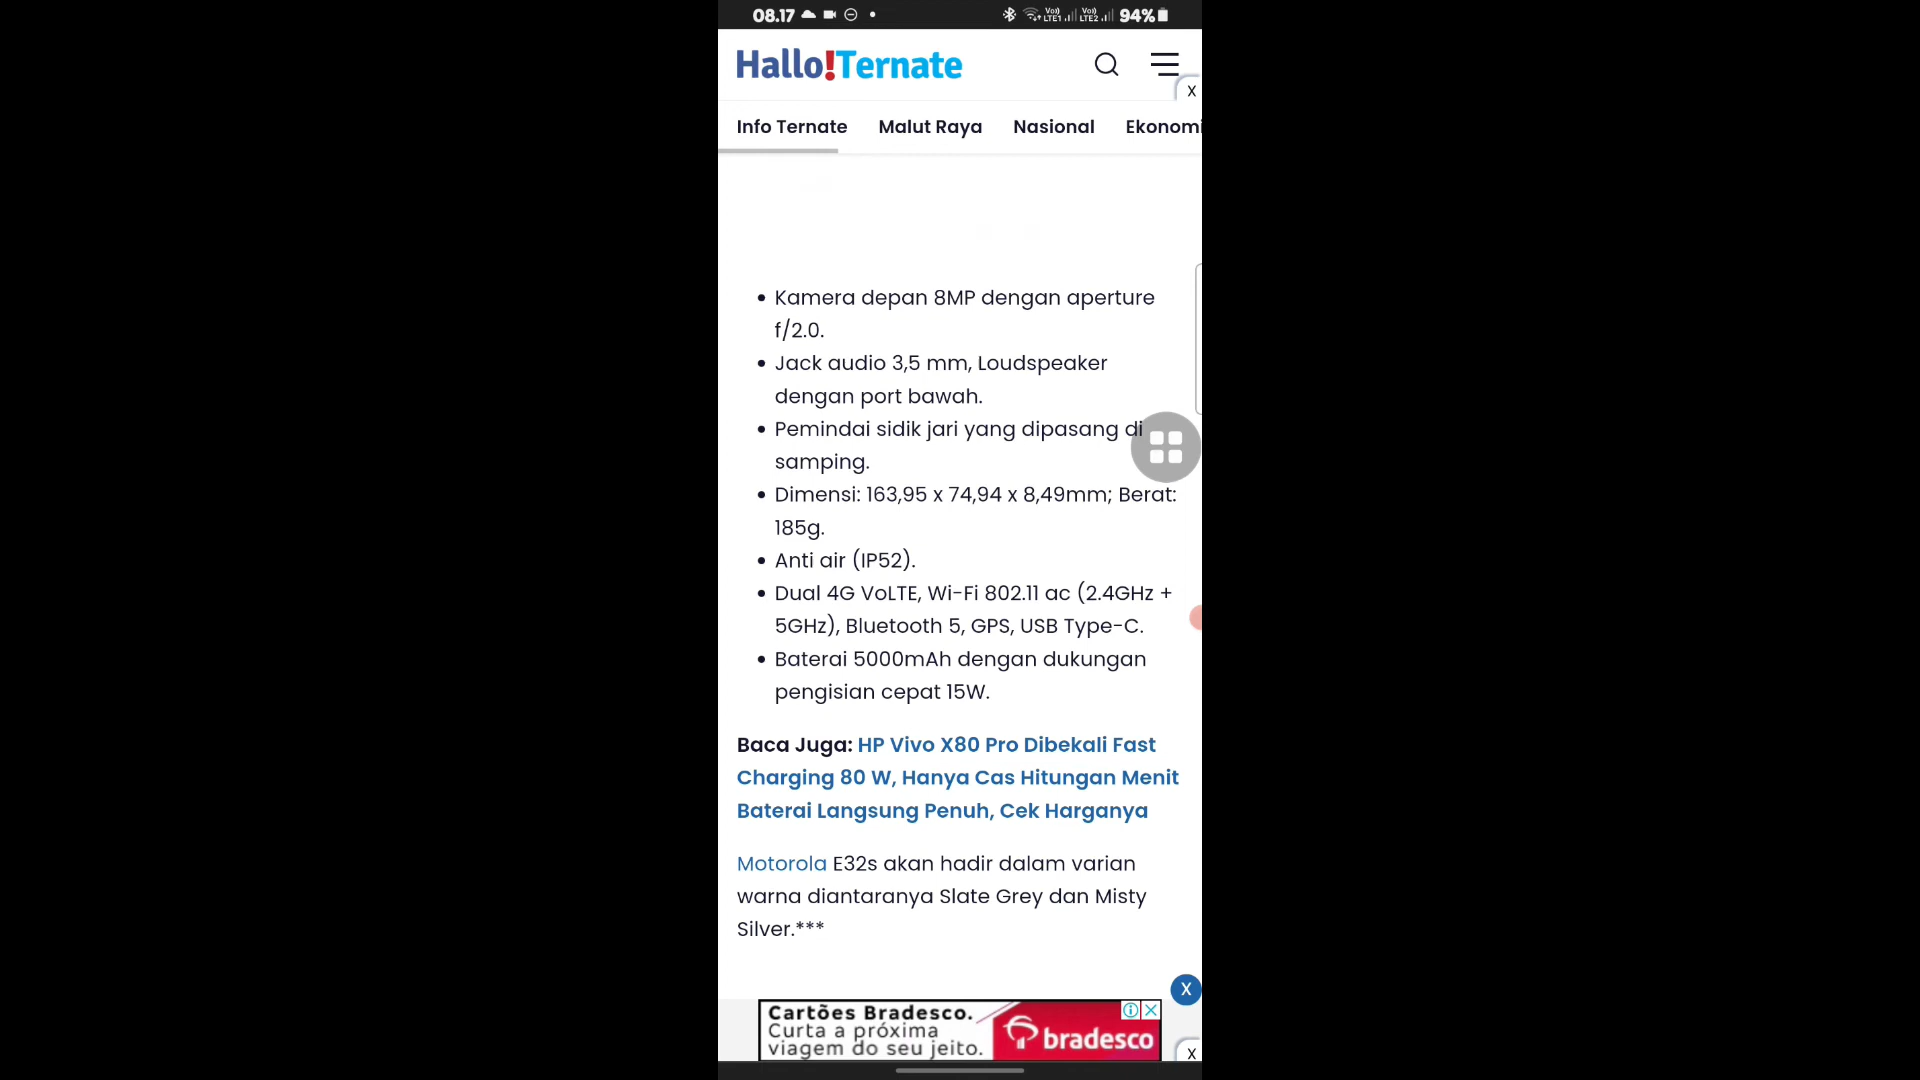 08.17 94%
Vo) LTE1 Vo) LTE2
Hallo!Ternate
X
Info Ternate Malut Raya Nasional Ekonomi
• Kamera depan 8MP dengan aperture
f/2.0.
• Jack audio 3,5 mm, Loudspeaker
dengan port bawah.
• Pemindai sidik jari yang dipasang di
samping.
• Dimensi: 163,95 x 74,94 x 8,49mm; Berat:
185g.
• Anti air (IP52).
• Dual 4G VoLTE, Wi-Fi 802.11 ac (2.4GHz +
5GHz), Bluetooth 5, GPS, USB Type-C.
• Baterai 5000mAh dengan dukungan
pengisian cepat 15W.
Baca Juga: HP Vivo X80 Pro Dibekali Fast
Charging 80 W, Hanya Cas Hitungan Menit
Baterai Langsung Penuh, Cek Harganya
Motorola E32s akan hadir dalam varian
warna diantaranya Slate Grey dan Misty
Silver.***
X
Cartões Bradesco.
Curta a próxima
viagem do seu jeito.
bradesco
X